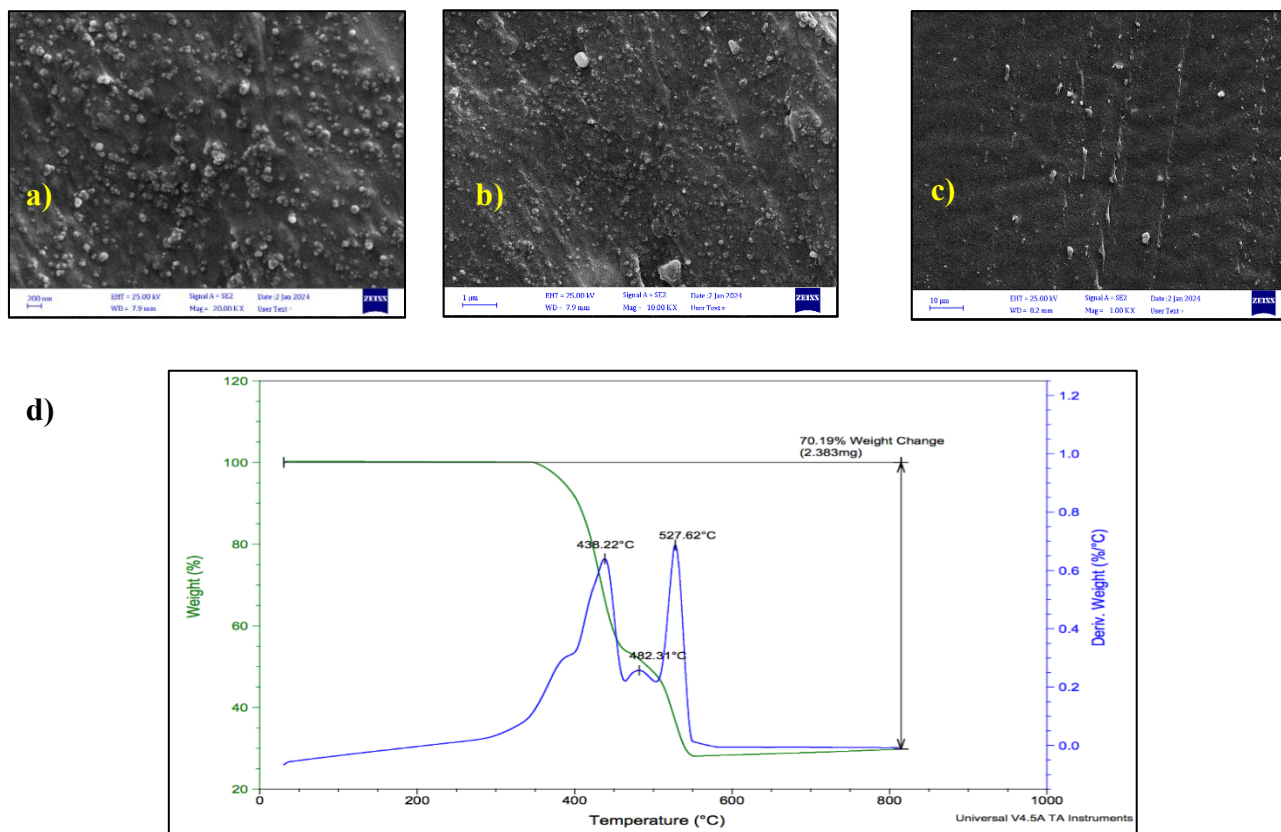 a)
200 nm
EHT = 25.00 kV
Signal A = SE2
Date :2 Jan 2024
WD = 7.9 mm
Mag = 20.00 K X
User Text =
ZEISS
b)
1 µm
EHT = 25.00 kV
Signal A = SE2
Date :2 Jan 2024
WD = 7.9 mm
Mag = 10.00 K X
User Text =
ZEISS
c)
10 µm
EHT = 25.00 kV
Signal A = SE2
Date :2 Jan 2024
WD = 8.2 mm
Mag = 1.00 K X
User Text =
ZEISS
d)
120
100
80
60
40
20
Weight (%)
70.19% Weight Change
(2.383mg)
438.22°C
527.62°C
482.31°C
1.2
1.0
0.8
0.6
0.4
0.2
0.0
Deriv. Weight (%/°C)
0
200
400
600
800
1000
Temperature (°C)
Universal V4.5A TA Instruments